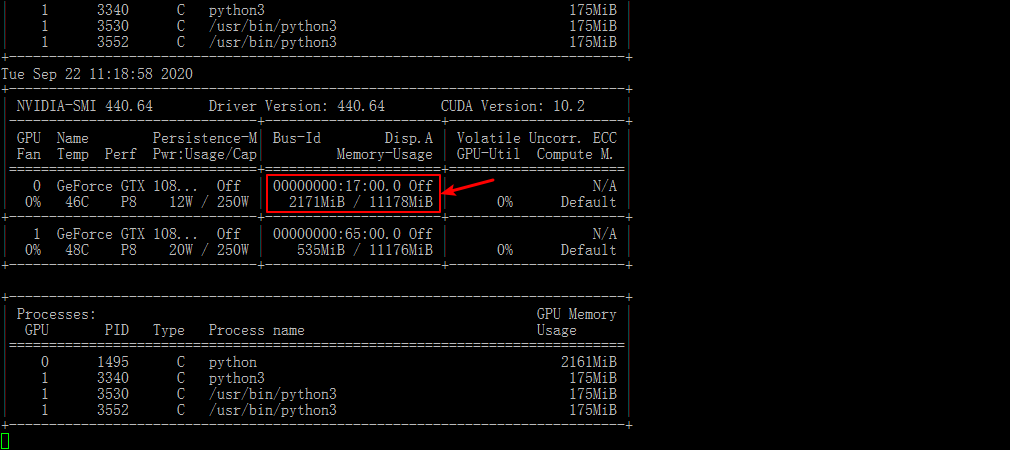 | 1 3340 C python3 175MiB |
| 1 3530 C /usr/bin/python3 175MiB |
| 1 3552 C /usr/bin/python3 175MiB |
+-----------------------------------------------------------------------------+
Tue Sep 22 11:18:58 2020
+-----------------------------------------------------------------------------+
| NVIDIA-SMI 440.64 Driver Version: 440.64 CUDA Version: 10.2 |
|-------------------------------+----------------------+----------------------+
| GPU Name Persistence-M| Bus-Id Disp.A | Volatile Uncorr. ECC |
| Fan Temp Perf Pwr:Usage/Cap| Memory-Usage | GPU-Util Compute M. |
|===============================+======================+======================|
| 0 GeForce GTX 108... Off | 00000000:17:00.0 Off | N/A |
| 0% 46C P8 12W / 250W | 2171MiB / 11178MiB | 0% Default |
+-------------------------------+----------------------+----------------------+
| 1 GeForce GTX 108... Off | 00000000:65:00.0 Off | N/A |
| 0% 48C P8 20W / 250W | 535MiB / 11176MiB | 0% Default |
+-------------------------------+----------------------+----------------------+
+-----------------------------------------------------------------------------+
| Processes: GPU Memory |
| GPU PID Type Process name Usage |
|=============================================================================|
| 0 1495 C python 2161MiB |
| 1 3340 C python3 175MiB |
| 1 3530 C /usr/bin/python3 175MiB |
| 1 3552 C /usr/bin/python3 175MiB |
+-----------------------------------------------------------------------------+